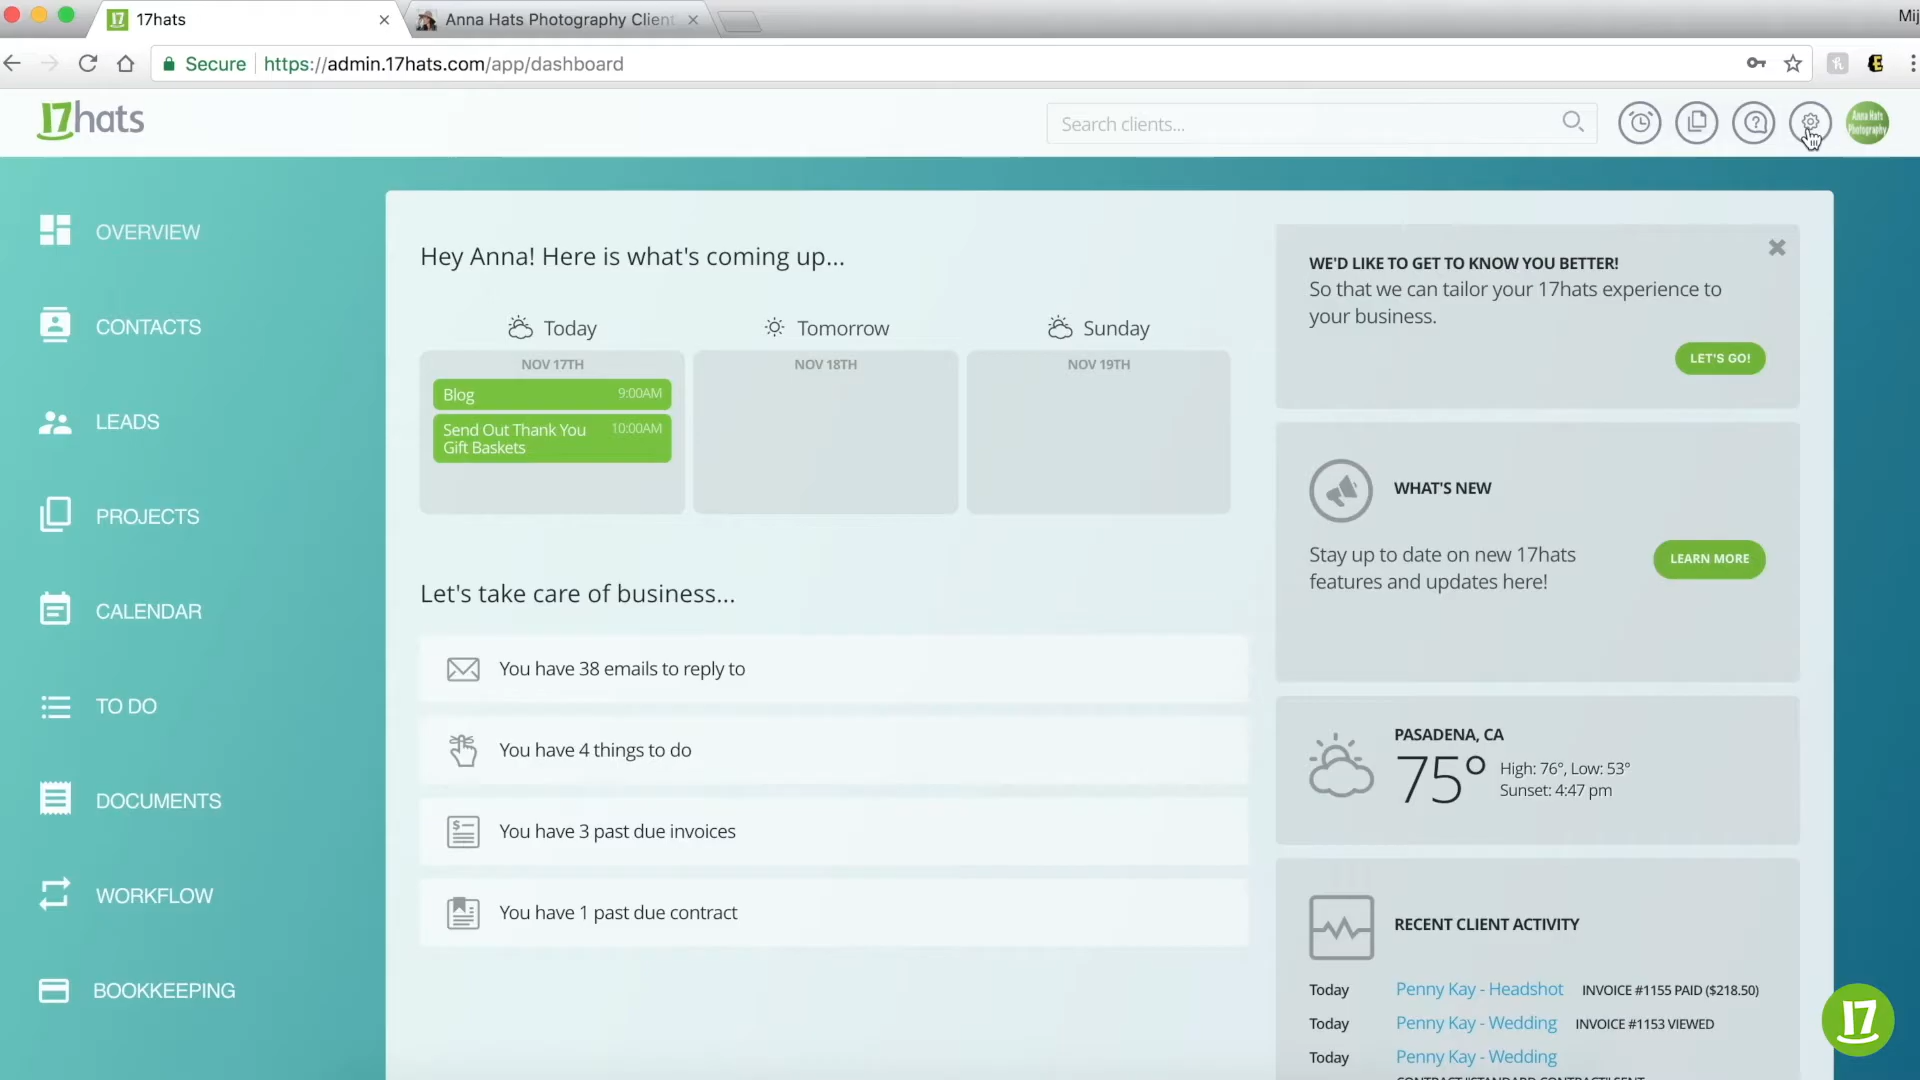 17hats
Anna Hats Photography Client
Mij
Secure
https://admin.17hats.com/app/dashboard
17hats
Search clients...
Anna Hats
Photography
OVERVIEW
CONTACTS
LEADS
PROJECTS
CALENDAR
TO DO
DOCUMENTS
WORKFLOW
BOOKKEEPING
Hey Anna! Here is what's coming up...
Today
Tomorrow
Sunday
NOV 17TH
NOV 18TH
NOV 19TH
Blog 9:00AM
Send Out Thank You 10:00AM
Gift Baskets
Let's take care of business...
You have 38 emails to reply to
You have 4 things to do
You have 3 past due invoices
You have 1 past due contract
WE'D LIKE TO GET TO KNOW YOU BETTER!
So that we can tailor your 17hats experience to
your business.
LET'S GO!
WHAT'S NEW
Stay up to date on new 17hats
features and updates here!
LEARN MORE
PASADENA, CA
75°
High: 76°, Low: 53°
Sunset: 4:47 pm
RECENT CLIENT ACTIVITY
Today Penny Kay - Headshot INVOICE #1155 PAID ($218.50)
Today Penny Kay - Wedding INVOICE #1153 VIEWED
Today Penny Kay - Wedding
CONTRACT "STANDARD CONTRACT" SENT
17